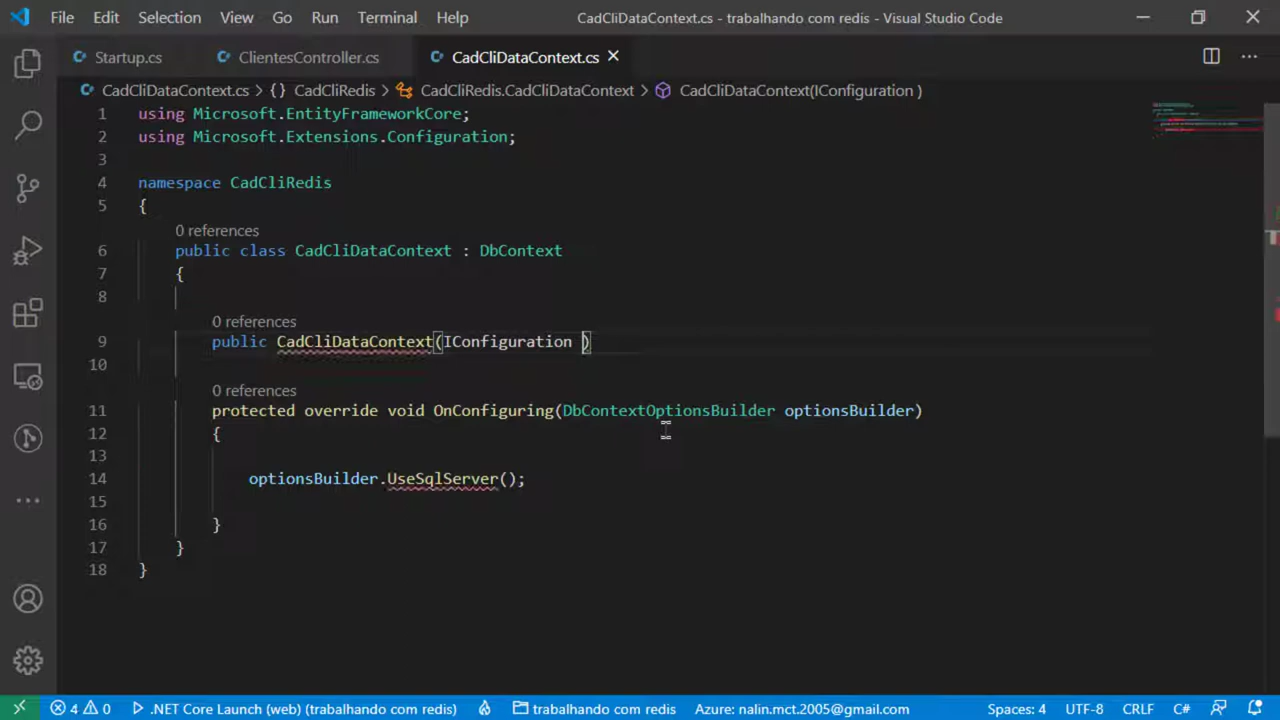 File Edit Selection View Go Run Terminal Help CadCliDataContext.cs - trabalhando com redis - Visual Studio Code
Startup.cs ClientesController.cs CadCliDataContext.cs
CadCliDataContext.cs > {} CadCliRedis > CadCliRedis.CadCliDataContext > CadCliDataContext(IConfiguration )
1 using Microsoft.EntityFrameworkCore;
2 using Microsoft.Extensions.Configuration;
3
4 namespace CadCliRedis
5 {
0 references
6 public class CadCliDataContext : DbContext
7 {
8
0 references
9 public CadCliDataContext(IConfiguration )
10
0 references
11 protected override void OnConfiguring(DbContextOptionsBuilder optionsBuilder)
12 {
13
14 optionsBuilder.UseSqlServer();
15
16 }
17 }
18 }
4 0 .NET Core Launch (web) (trabalhando com redis) trabalhando com redis Azure: nalin.mct.2005@gmail.com Spaces: 4 UTF-8 CRLF C#